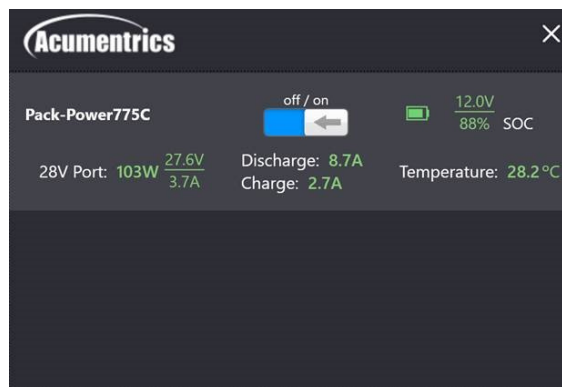 Acumentrics
Pack-Power775C
off / on
12.0V
88% SOC
28V Port: 103W 27.6V
3.7A
Discharge: 8.7A
Charge: 2.7A
Temperature: 28.2 °C